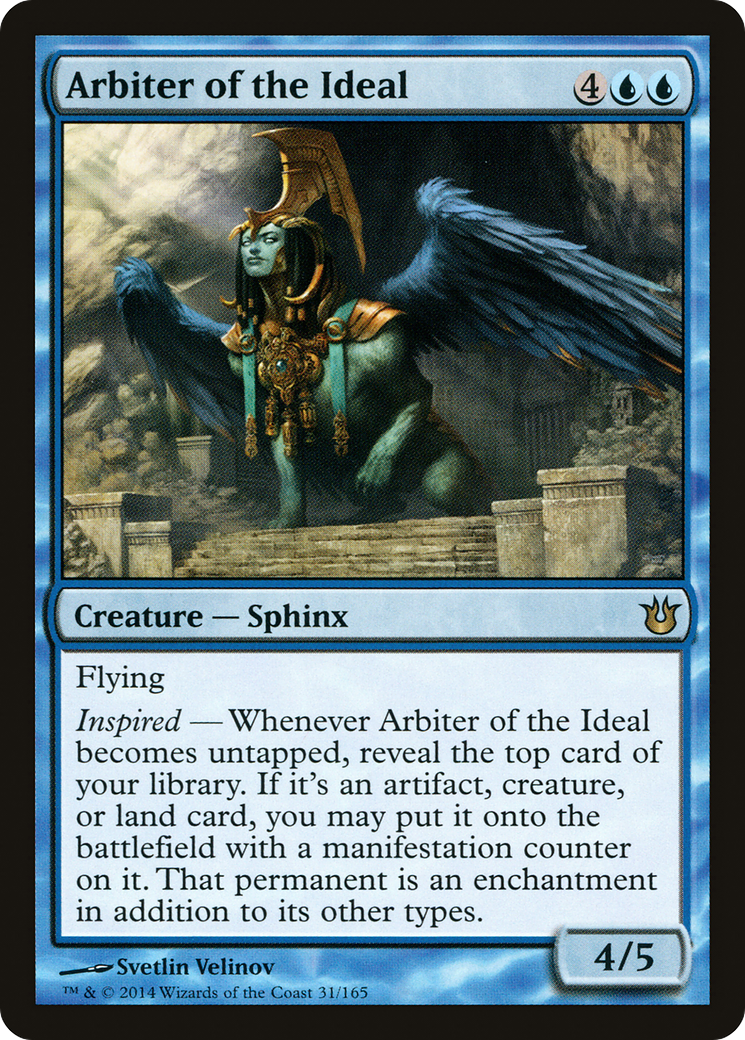 Arbiter of the Ideal 4
Creature — Sphinx
Flying
Inspired — Whenever Arbiter of the Ideal
becomes untapped, reveal the top card of
your library. If it's an artifact, creature,
or land card, you may put it onto the
battlefield with a manifestation counter
on it. That permanent is an enchantment
in addition to its other types.
4/5
Svetlin Velinov
™ & © 2014 Wizards of the Coast 31/165